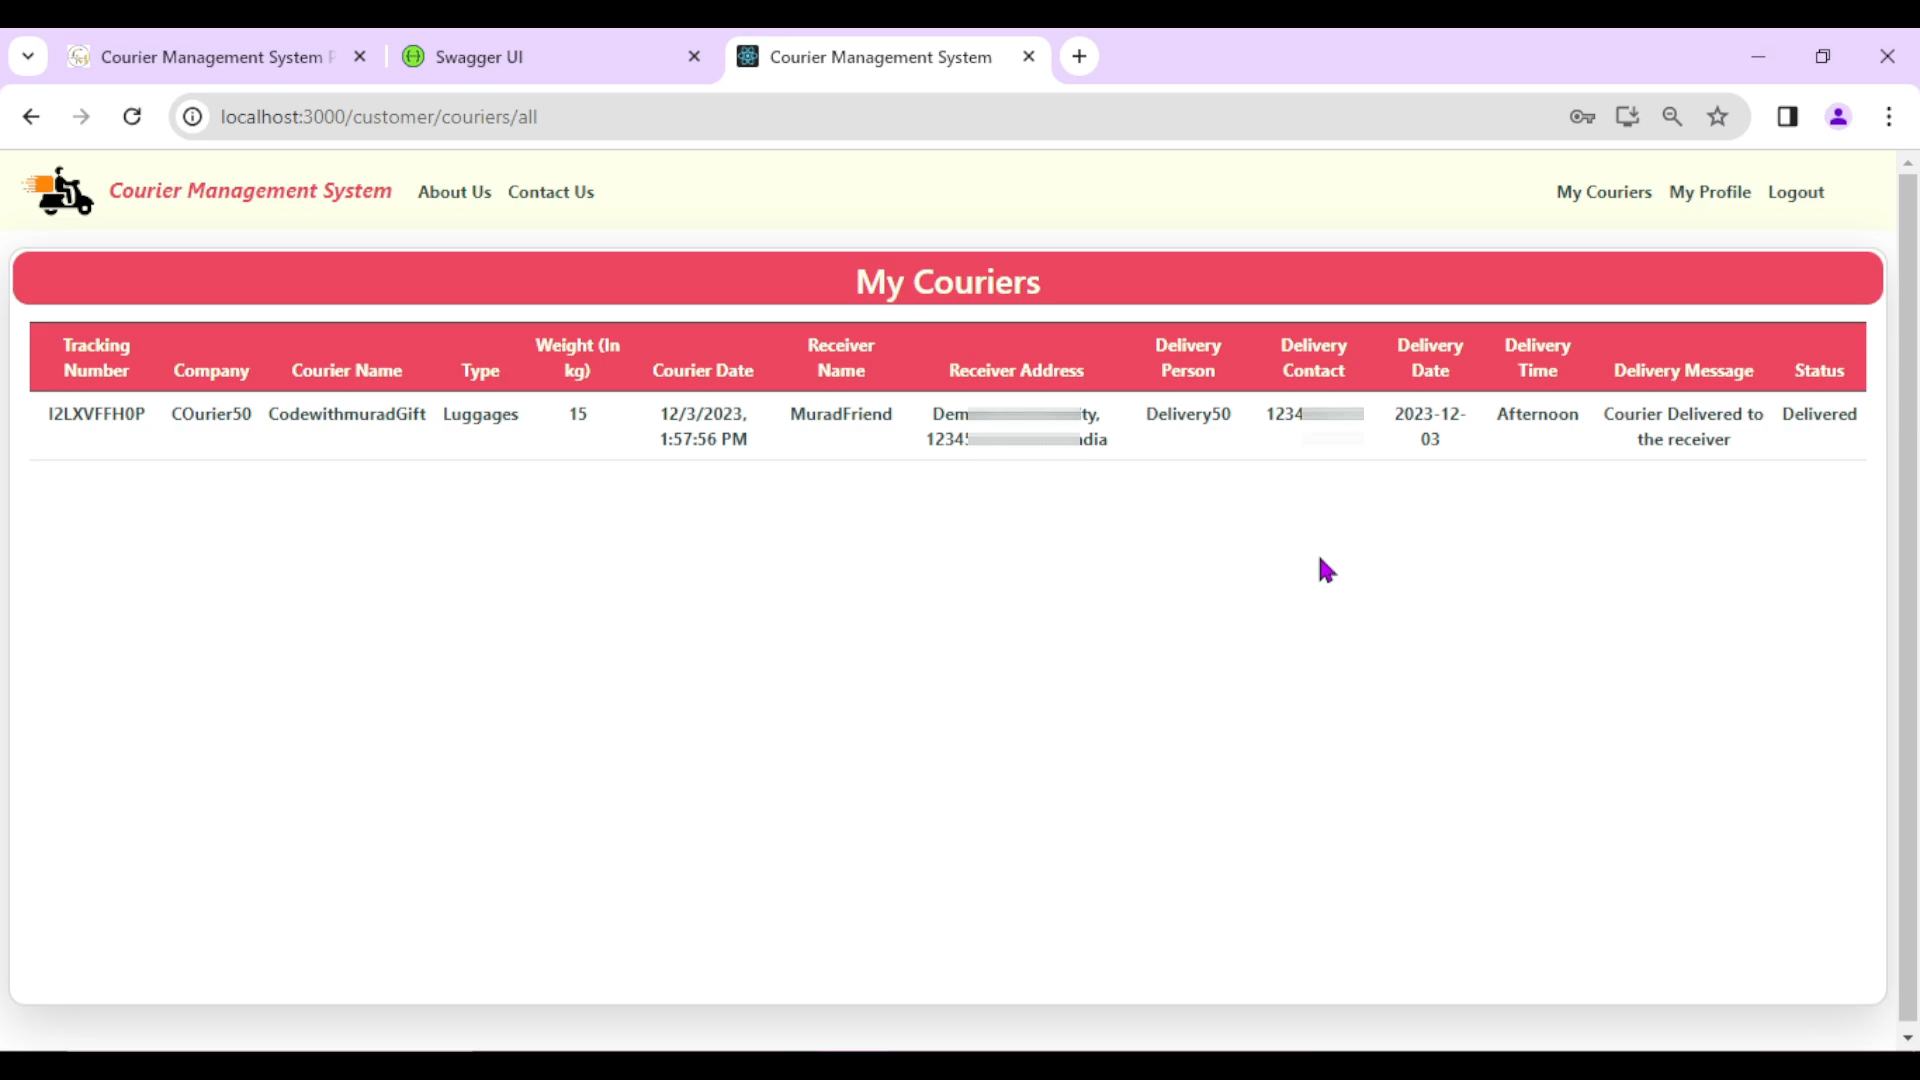 Courier Management System
Swagger UI
Courier Management System
localhost:3000/customer/couriers/all
Courier Management System About Us Contact Us My Couriers My Profile Logout
My Couriers
Tracking Number Company Courier Name Type Weight (In kg) Courier Date Receiver Name Receiver Address Delivery Person Delivery Contact Delivery Date Delivery Time Delivery Message Status
I2LXVFFH0P COurier50 CodewithmuradGift Luggages 15 12/3/2023, MuradFriend Delivery50 2023-12- Afternoon Courier Delivered to Delivered
1:57:56 PM 03 the receiver